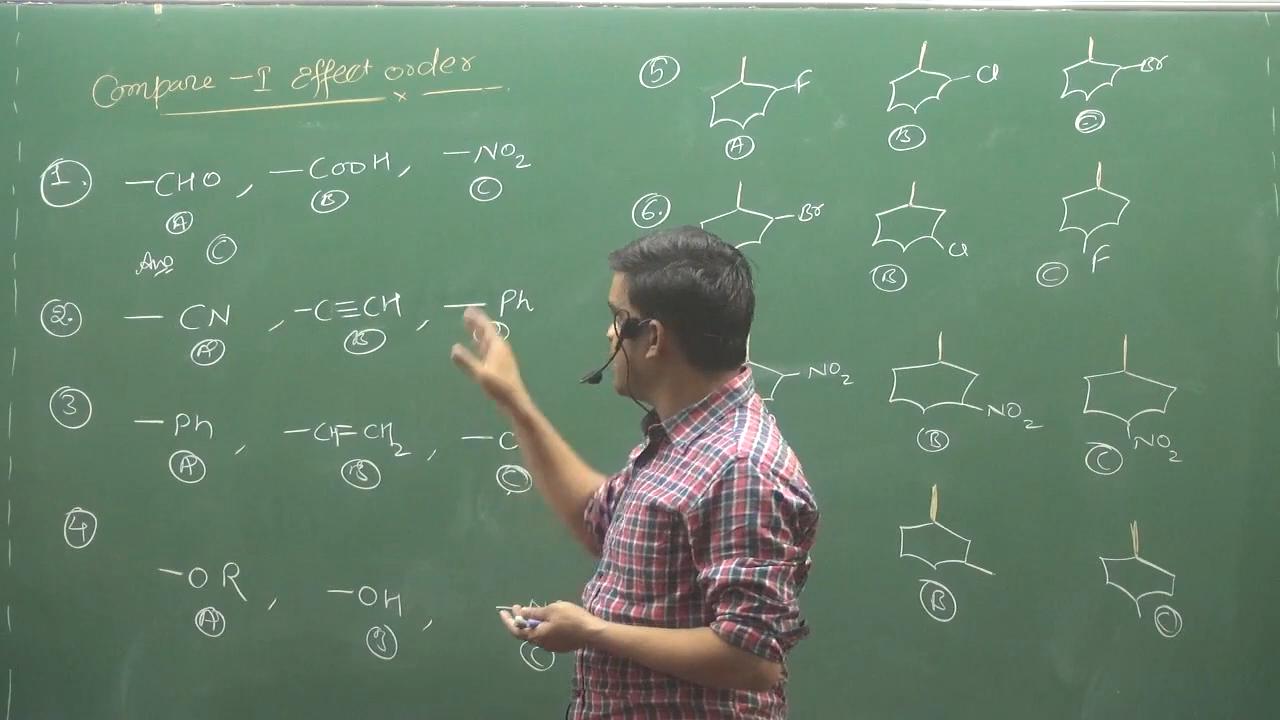 Compare -I effect order
1. -CHO, -COOH, -NO2
A B C
Ans C
2. -CN, -C≡CH, -Ph
A B
3 -Ph, -CH=CH2, -C
A B C
4
-OR, -OH,
A B C
5 F Cl Br
A B C
6. Br Cl F
B C
NO2 NO2 NO2
B C
B C